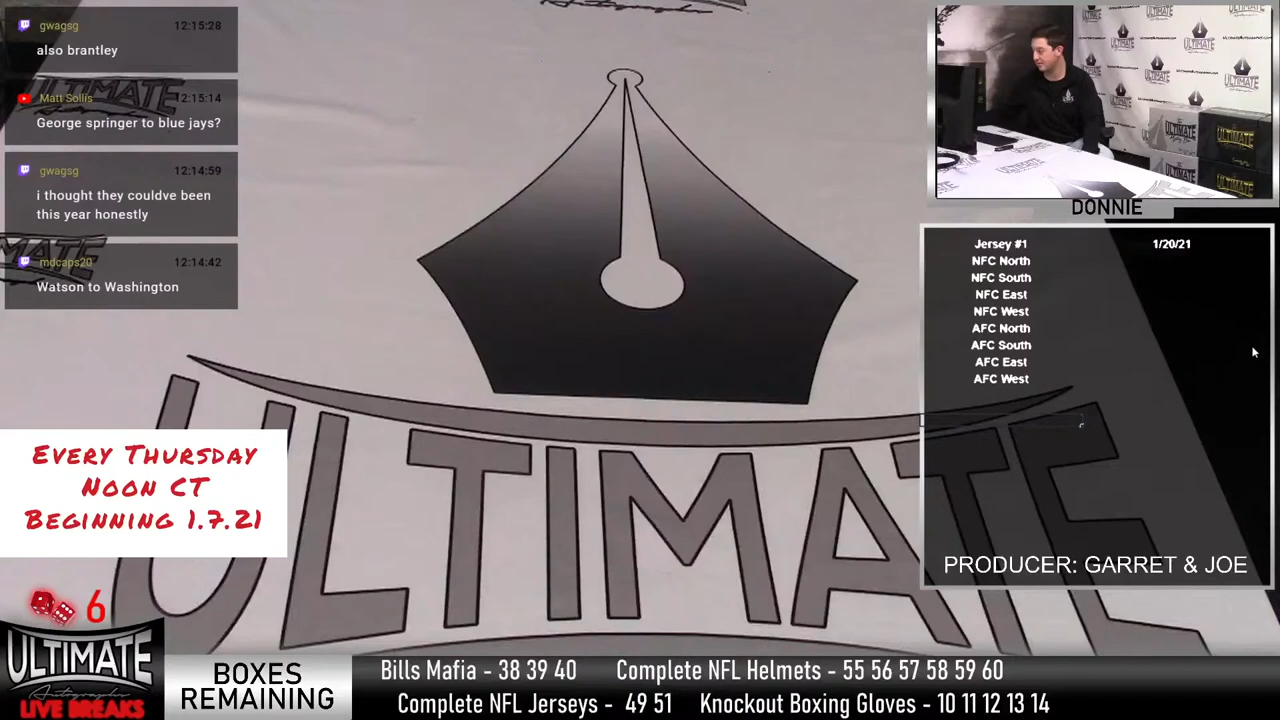 gwagsg 12:15:28
also brantley
Matt Sollis 12:15:14
George springer to blue jays?
gwagsg 12:14:59
i thought they couldve been
this year honestly
mdcaps20 12:14:42
Watson to Washington
ULTIMATE
DONNIE
Jersey #1 1/20/21
NFC North
NFC South
NFC East
NFC West
AFC North
AFC South
AFC East
AFC West
PRODUCER: GARRET & JOE
Every Thursday
Noon CT
Beginning 1.7.21
6
ULTIMATE
Autographs
LIVE BREAKS
BOXES
REMAINING
Bills Mafia - 38 39 40 Complete NFL Helmets - 55 56 57 58 59 60
Complete NFL Jerseys - 49 51 Knockout Boxing Gloves - 10 11 12 13 14